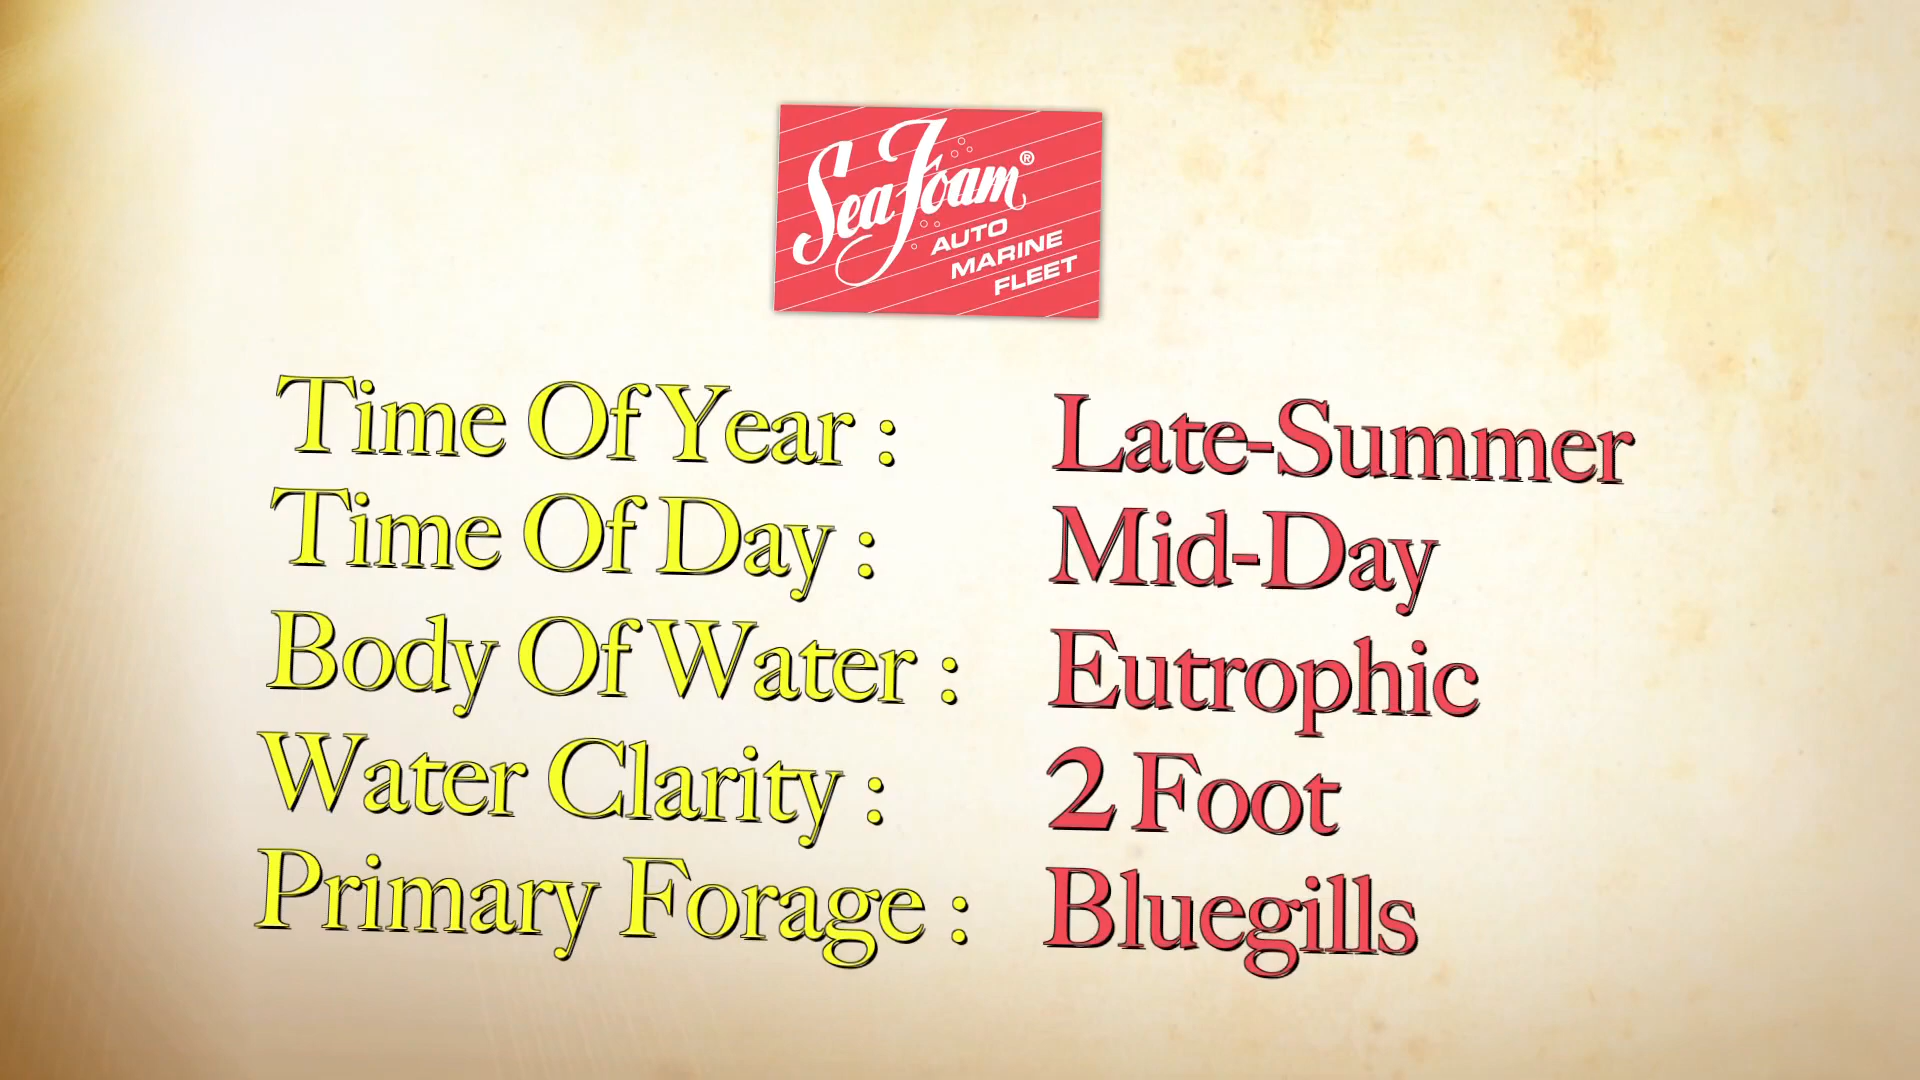 Sea Foam®
AUTO
MARINE
FLEET
Time Of Year : Late-Summer
Time Of Day : Mid-Day
Body Of Water : Eutrophic
Water Clarity : 2 Foot
Primary Forage : Bluegills